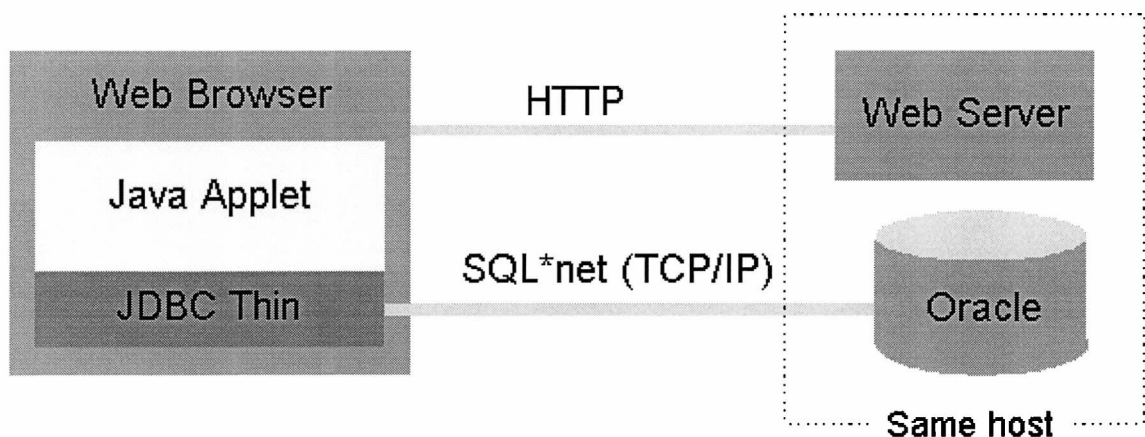 Web Browser
HTTP
Web Server
Java Applet
SQL*net (TCP/IP)
JDBC Thin
Oracle
Same host